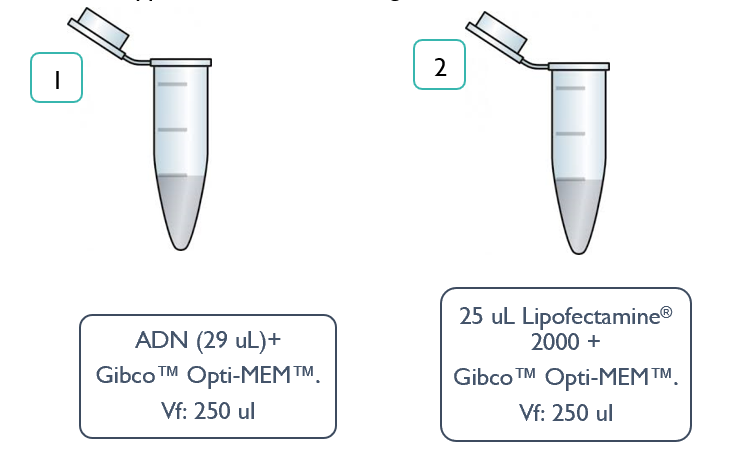 1
2
ADN (29 uL)+
Gibco™ Opti-MEM™.
Vf: 250 ul
25 uL Lipofectamine®
2000 +
Gibco™ Opti-MEM™.
Vf: 250 ul